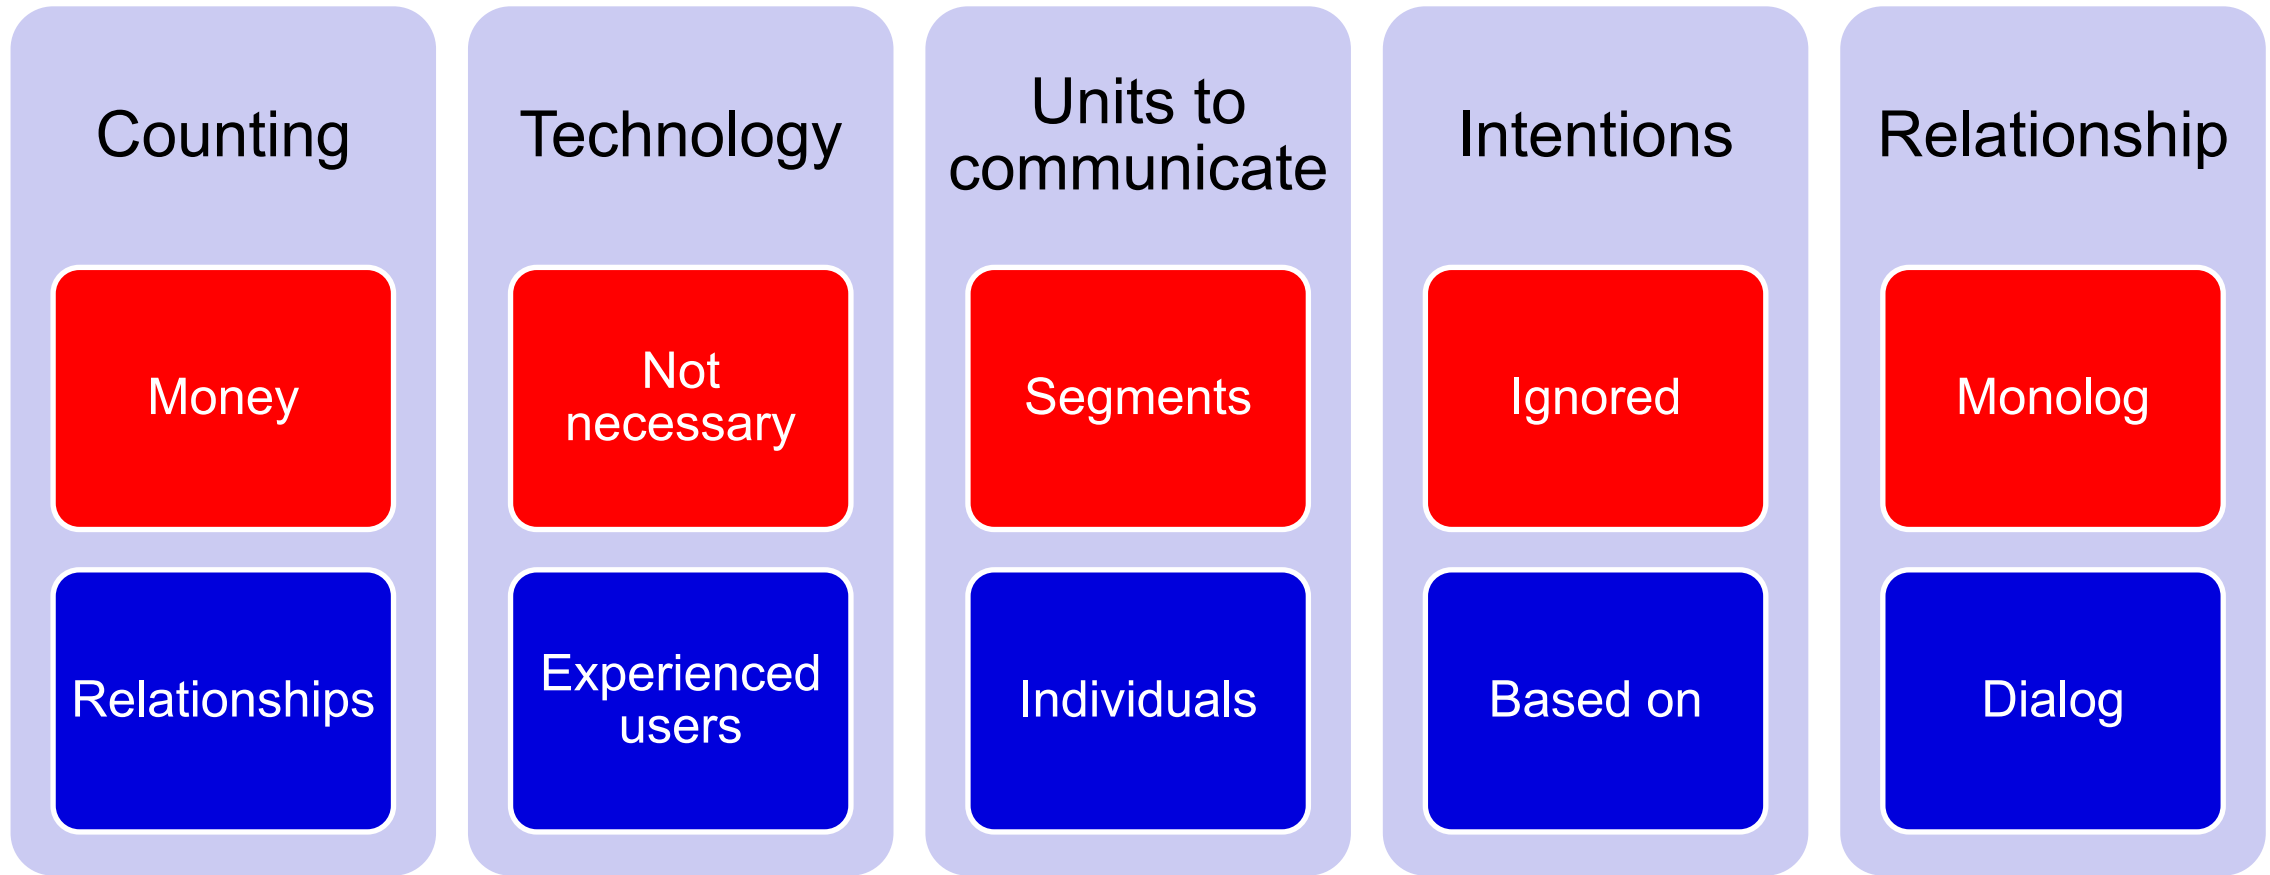 Counting
Money
Relationships
Technology
Not
necessary
Experienced
users
Units to
communicate
Segments
Individuals
Intentions
Ignored
Based on
Relationship
Monolog
Dialog